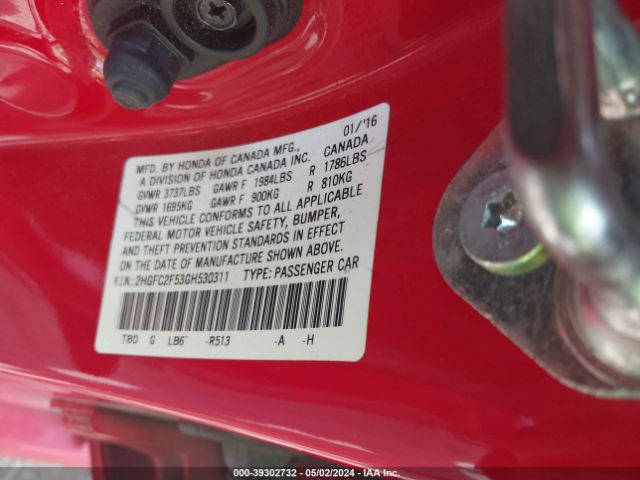 MFD. BY HONDA OF CANADA MFG., 01/'16
A DIVISION OF HONDA CANADA INC. CANADA
GVWR 3737LBS GAWR F 1984LBS R 1786LBS
GVWR 1695KG GAWR F 900KG R 810KG
THIS VEHICLE CONFORMS TO ALL APPLICABLE
FEDERAL MOTOR VEHICLE SAFETY, BUMPER,
AND THEFT PREVENTION STANDARDS IN EFFECT
ON THE DATE OF MANUFACTURE SHOWN ABOVE.
V.I.N.:2HGFC2F53GH530311 TYPE: PASSENGER CAR
TBD G LB6 -R513 -A -H
000-39302732 - 05/02/2024 - IAA Inc.